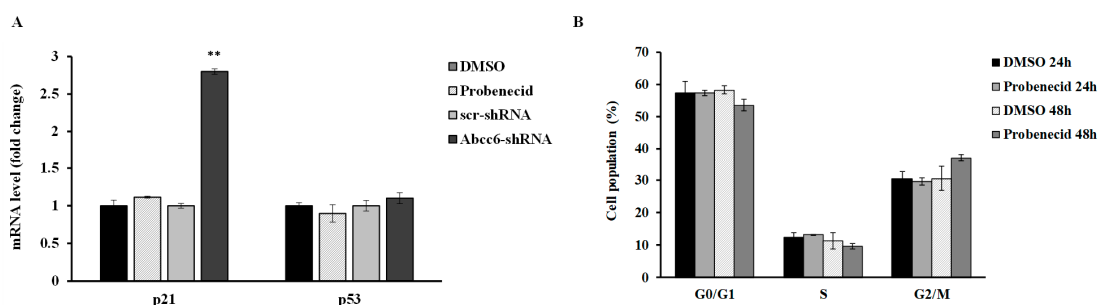 A
mRNA level (fold change)
3
2.5
2
1.5
1
0.5
0
**
p21
p53
DMSO
Probenecid
scr-shRNA
Abcc6-shRNA
B
Cell population (%)
70
60
50
40
30
20
10
0
G0/G1
S
G2/M
DMSO 24h
Probenecid 24h
DMSO 48h
Probenecid 48h